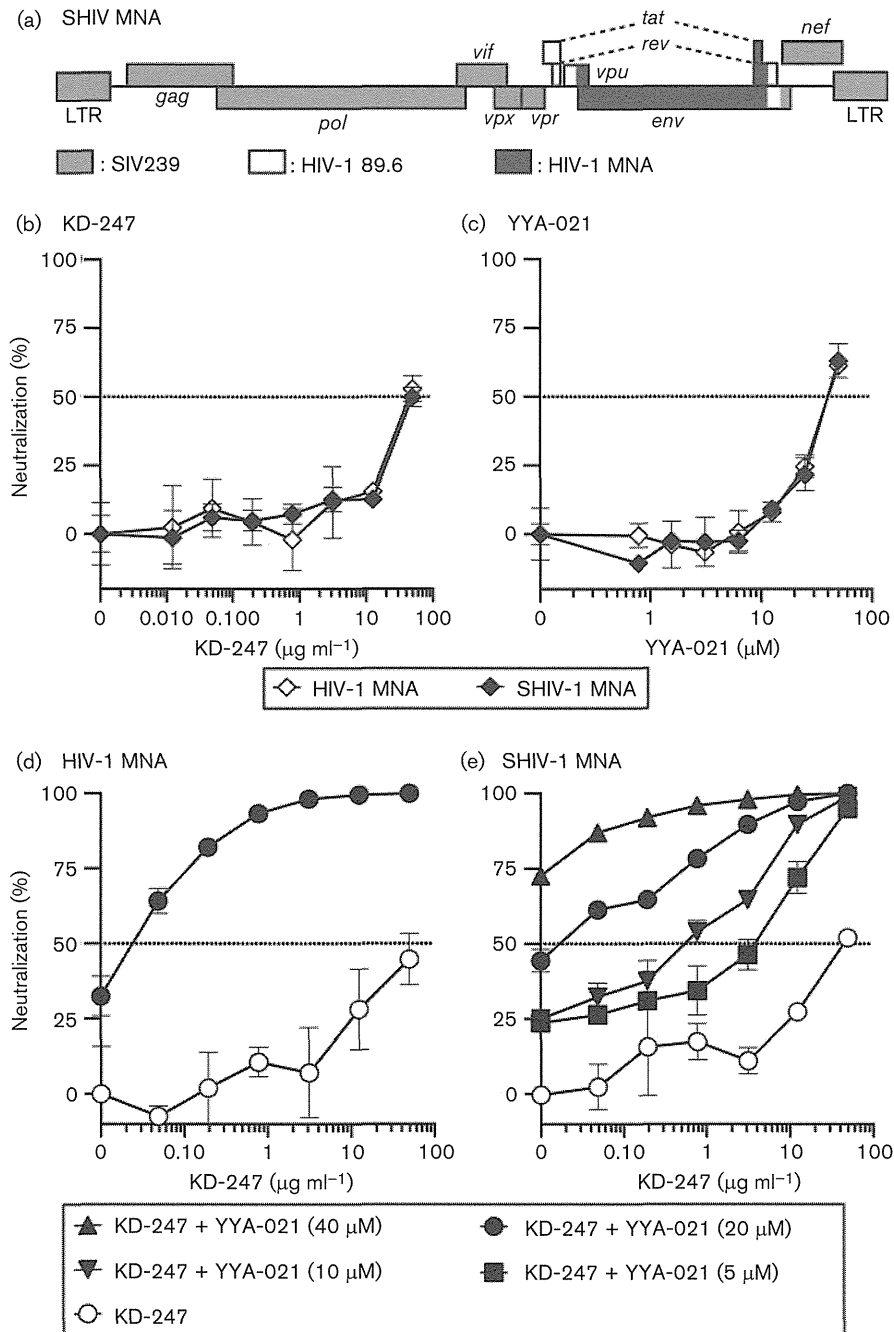 (a) SHIV MNA
tat
rev
nef
vif
vpu
LTR
gag
pol
vpx
vpr
env
LTR
: SIV239
: HIV-1 89.6
: HIV-1 MNA
(b) KD-247
100
75
50
25
0
Neutralization (%)
0 0.010 0.100 1 10 100
KD-247 (µg ml⁻¹)
(c) YYA-021
100
75
50
25
0
0 1 10 100
YYA-021 (µM)
HIV-1 MNA
SHIV-1 MNA
(d) HIV-1 MNA
100
75
50
25
0
Neutralization (%)
0 0.10 1 10 100
KD-247 (µg ml⁻¹)
(e) SHIV-1 MNA
100
75
50
25
0
0 0.10 1 10 100
KD-247 (µg ml⁻¹)
KD-247 + YYA-021 (40 µM)
KD-247 + YYA-021 (20 µM)
KD-247 + YYA-021 (10 µM)
KD-247 + YYA-021 (5 µM)
KD-247